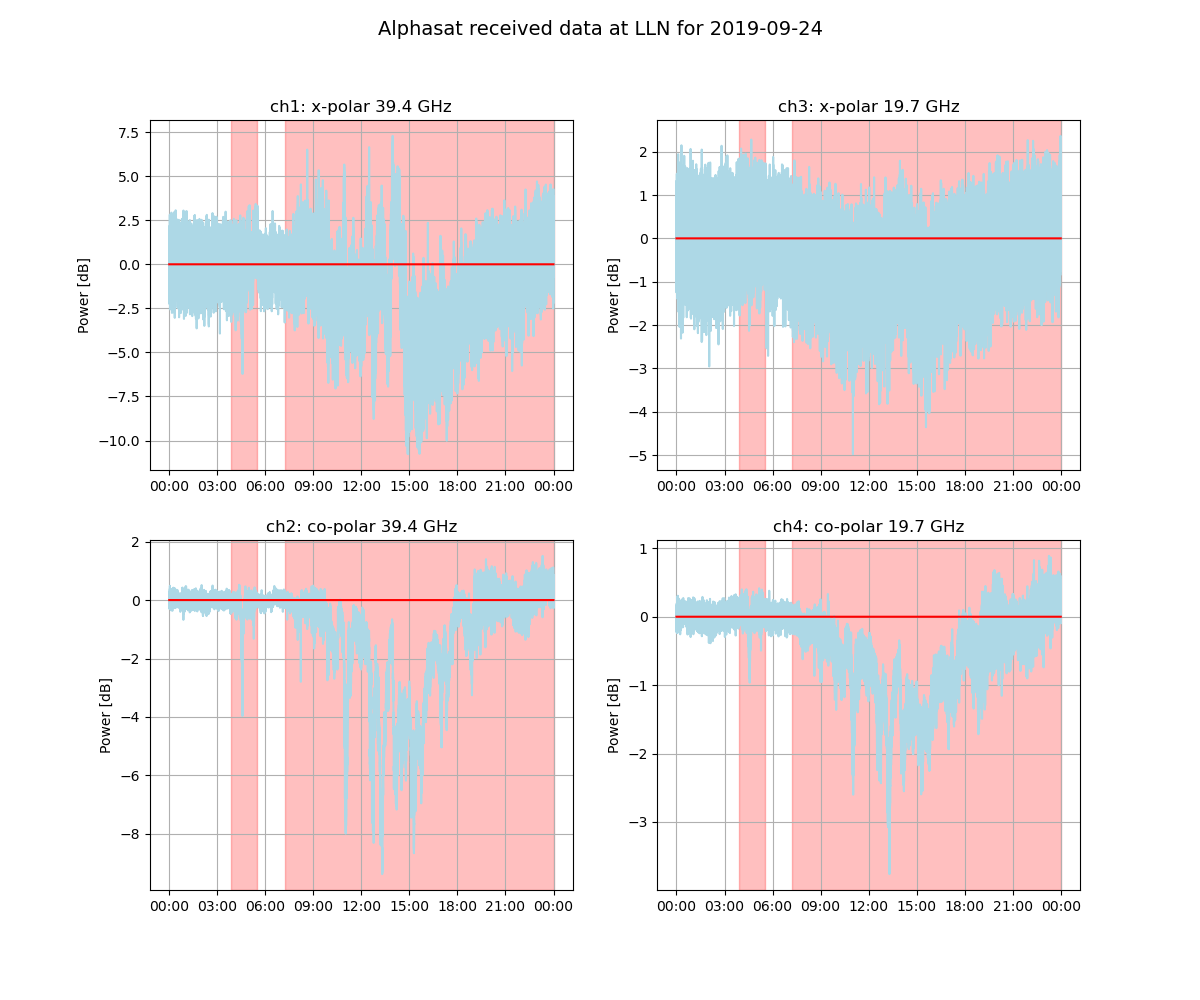 Alphasat received data at LLN for 2019-09-24
ch1: x-polar 39.4 GHz
Power [dB]
7.5
5.0
2.5
0.0
−2.5
−5.0
−7.5
−10.0
00:00 03:00 06:00 09:00 12:00 15:00 18:00 21:00 00:00
ch3: x-polar 19.7 GHz
Power [dB]
2
1
0
−1
−2
−3
−4
−5
00:00 03:00 06:00 09:00 12:00 15:00 18:00 21:00 00:00
ch2: co-polar 39.4 GHz
Power [dB]
2
0
−2
−4
−6
−8
00:00 03:00 06:00 09:00 12:00 15:00 18:00 21:00 00:00
ch4: co-polar 19.7 GHz
Power [dB]
1
0
−1
−2
−3
00:00 03:00 06:00 09:00 12:00 15:00 18:00 21:00 00:00